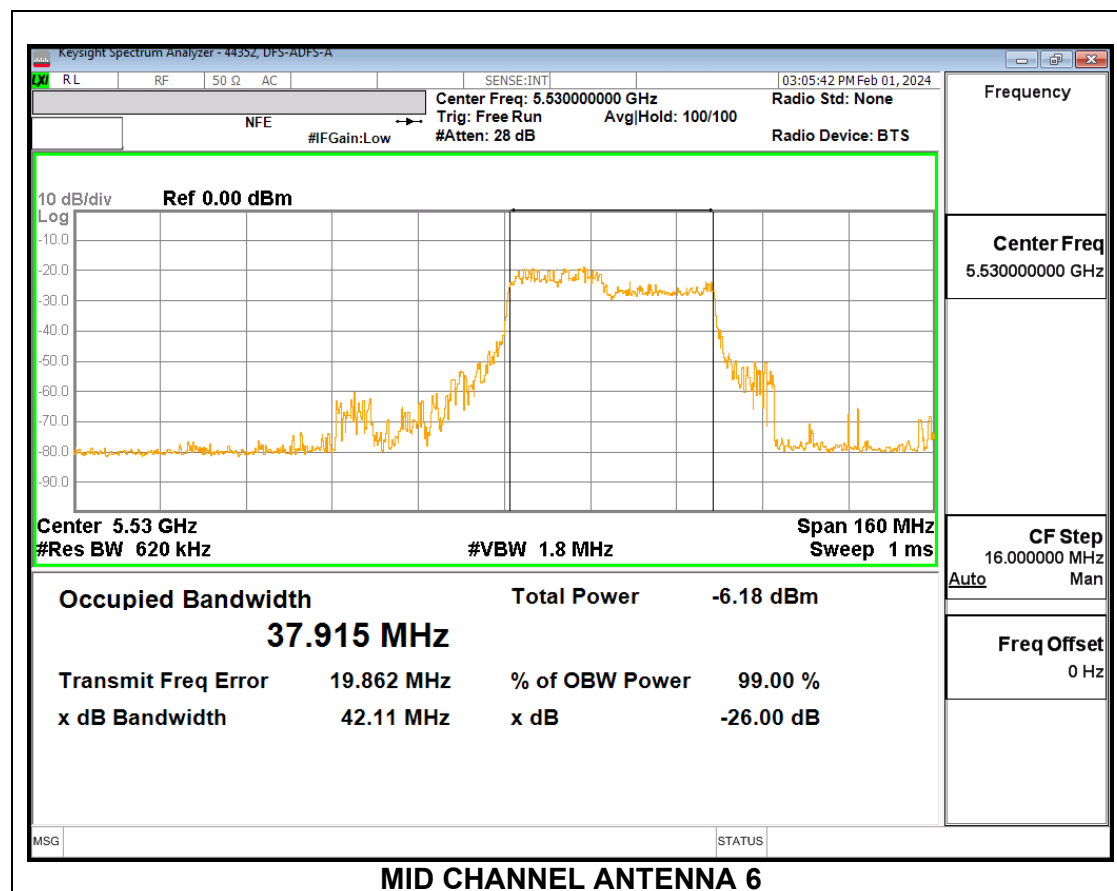 Keysight Spectrum Analyzer - 44352, DFS-ADFS-A
LXI RL RF 50 Ω AC SENSE:INT 03:05:42 PM Feb 01, 2024
Center Freq: 5.530000000 GHz Radio Std: None
NFE Trig: Free Run Avg|Hold: 100/100
#IFGain:Low #Atten: 28 dB Radio Device: BTS
10 dB/div Ref 0.00 dBm
Log
-10.0
-20.0
-30.0
-40.0
-50.0
-60.0
-70.0
-80.0
-90.0
Center 5.53 GHz Span 160 MHz
#Res BW 620 kHz #VBW 1.8 MHz Sweep 1 ms
Occupied Bandwidth Total Power -6.18 dBm
37.915 MHz
Transmit Freq Error 19.862 MHz % of OBW Power 99.00 %
x dB Bandwidth 42.11 MHz x dB -26.00 dB
Frequency
Center Freq
5.530000000 GHz
CF Step
16.000000 MHz
Auto Man
Freq Offset
0 Hz
MSG STATUS
MID CHANNEL ANTENNA 6